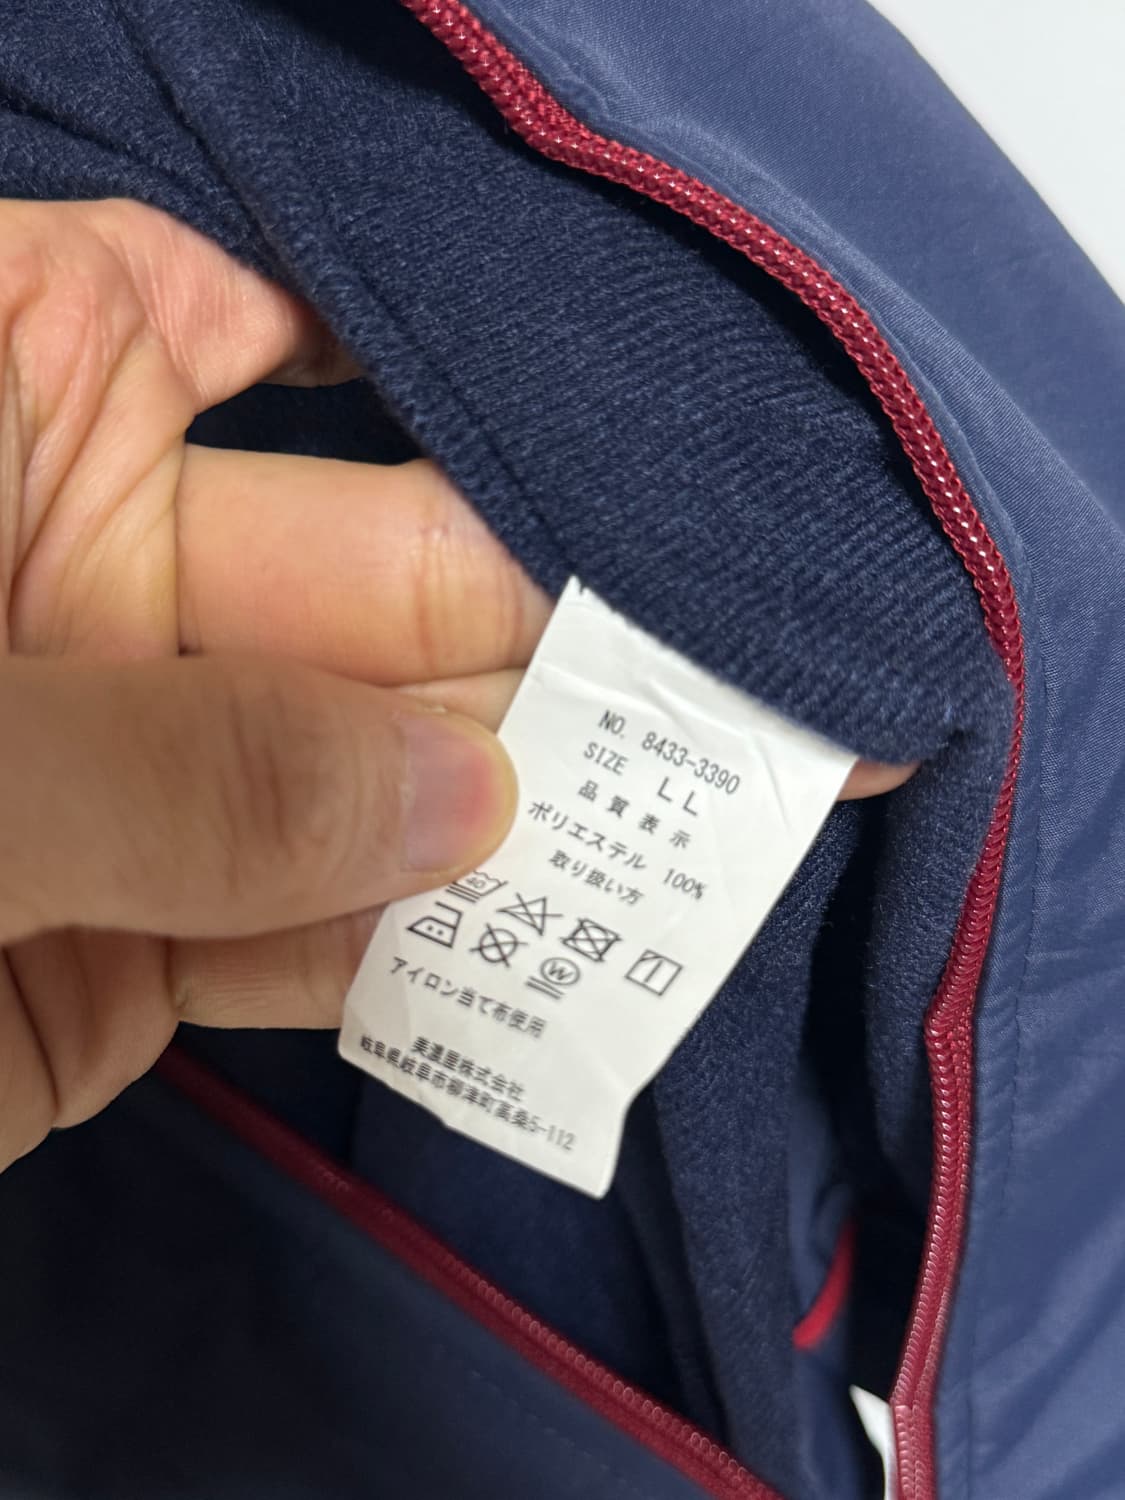 NO. 8433-3390
SIZE LL
品質表示
ポリエステル 100%
取り扱い方
40
W
アイロン当て布使用
美濃屋株式会社
岐阜県岐阜市柳津町高桑5-112